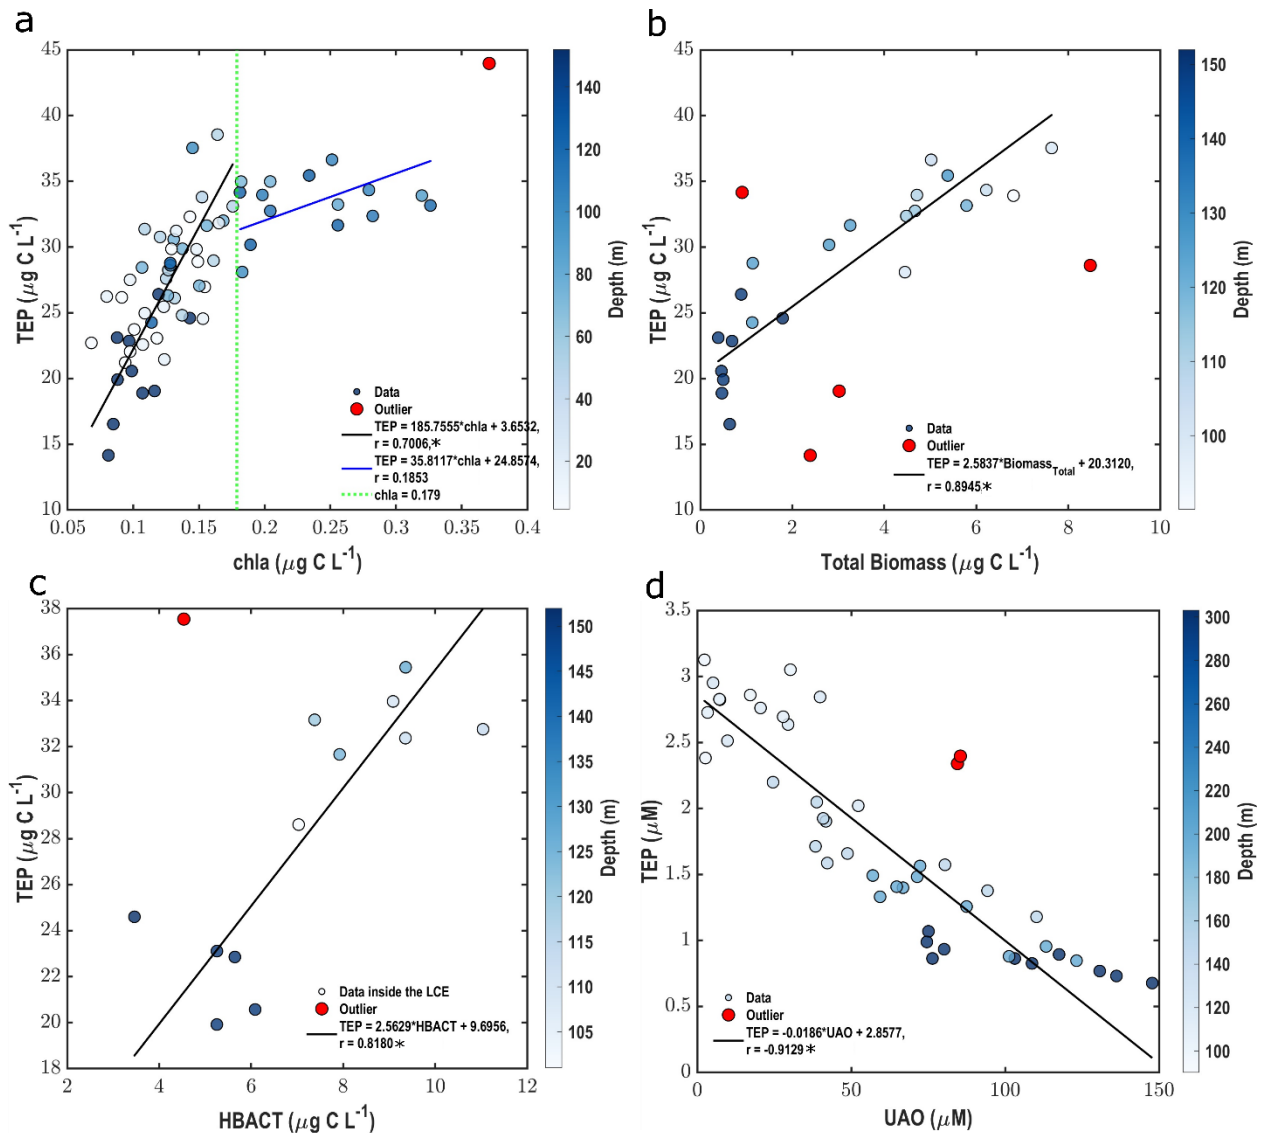 a
45
40
35
30
25
20
15
10
TEP (μg C L⁻¹)
0.05
0.1
0.15
0.2
0.25
0.3
0.35
0.4
chla (μg C L⁻¹)
Data
Outlier
TEP = 185.7555*chla + 3.6532,
r = 0.7006,*
TEP = 35.8117*chla + 24.8574,
r = 0.1853
chla = 0.179
140
120
100
80
60
40
20
Depth (m)
b
45
40
35
30
25
20
15
10
TEP (μg C L⁻¹)
0
2
4
6
8
10
Total Biomass (μg C L⁻¹)
Data
Outlier
TEP = 2.5837*Biomass_Total + 20.3120,
r = 0.8945*
150
140
130
120
110
100
Depth (m)
c
38
36
34
32
30
28
26
24
22
20
18
TEP (μg C L⁻¹)
2
4
6
8
10
12
HBACT (μg C L⁻¹)
Data inside the LCE
Outlier
TEP = 2.5629*HBACT + 9.6956,
r = 0.8180*
150
145
140
135
130
125
120
115
110
105
Depth (m)
d
3.5
3
2.5
2
1.5
1
0.5
0
TEP (μM)
0
50
100
150
UAO (μM)
Data
Outlier
TEP = -0.0186*UAO + 2.8577,
r = -0.9129*
300
280
260
240
220
200
180
160
140
120
100
Depth (m)